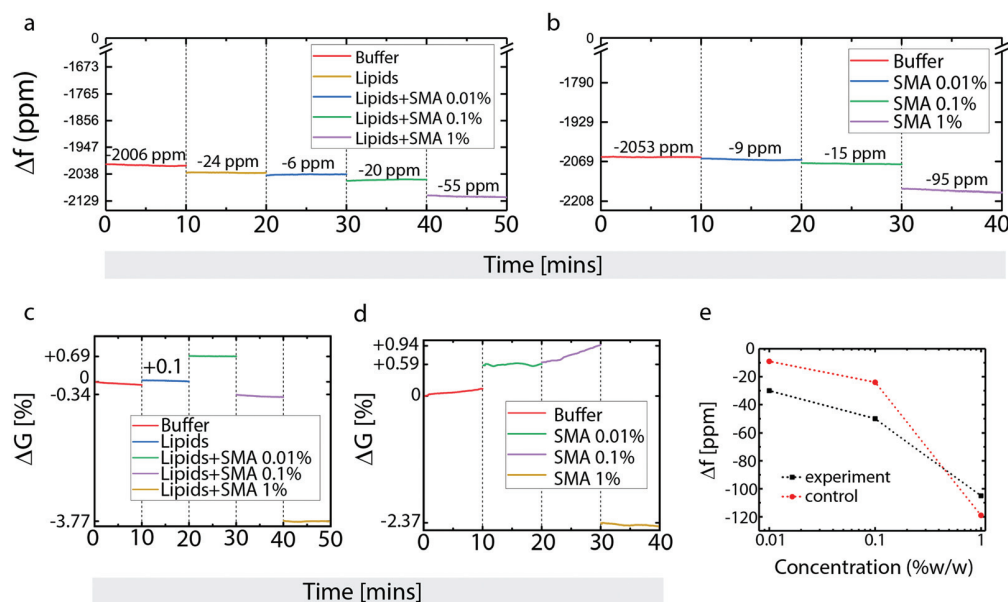 a
0
-1673
-1765
-1856
-1947
-2038
-2129
Δf (ppm)
Buffer
Lipids
Lipids+SMA 0.01%
Lipids+SMA 0.1%
Lipids+SMA 1%
-2006 ppm
-24 ppm
-6 ppm
-20 ppm
-55 ppm
0 10 20 30 40 50
b
0
-1790
-1929
-2069
-2208
Buffer
SMA 0.01%
SMA 0.1%
SMA 1%
-2053 ppm
-9 ppm
-15 ppm
-95 ppm
0 10 20 30 40
Time [mins]
c
+0.69
0
-0.34
-3.77
ΔG [%]
+0.1
Buffer
Lipids
Lipids+SMA 0.01%
Lipids+SMA 0.1%
Lipids+SMA 1%
0 10 20 30 40 50
d
+0.94
+0.59
0
-2.37
ΔG [%]
Buffer
SMA 0.01%
SMA 0.1%
SMA 1%
0 10 20 30 40
Time [mins]
e
0
-20
-40
-60
-80
-100
-120
Δf [ppm]
experiment
control
0.01 0.1 1
Concentration (%w/w)